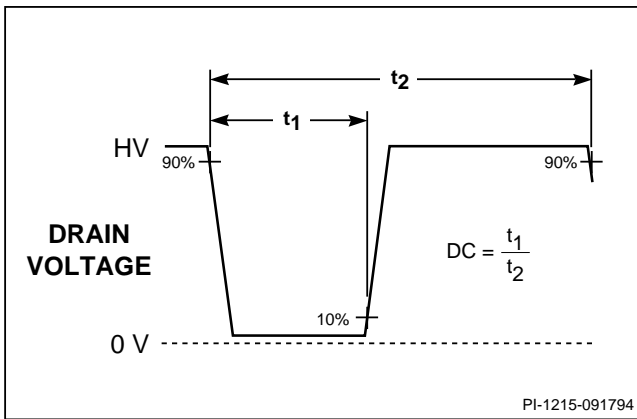 t2
t1
HV
90%
90%
DRAIN
VOLTAGE
DC = t1
t2
10%
0 V
PI-1215-091794